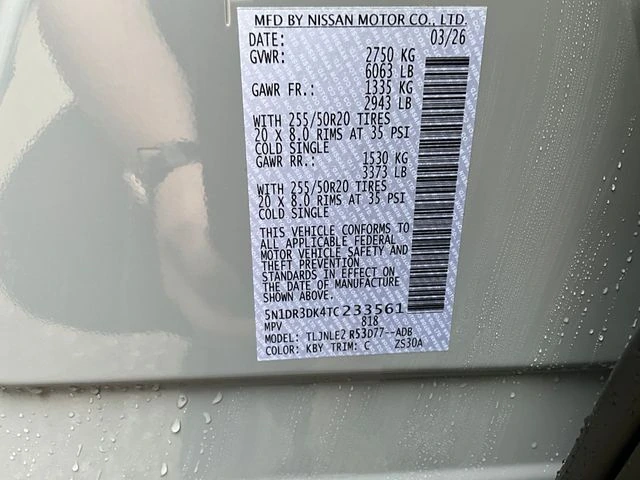 MFD BY NISSAN MOTOR CO., LTD.
DATE: 03/26
GVWR: 2750 KG
6063 LB
GAWR FR.: 1335 KG
2943 LB
WITH 255/50R20 TIRES
20 X 8.0 RIMS AT 35 PSI
COLD SINGLE
GAWR RR.: 1530 KG
3373 LB
WITH 255/50R20 TIRES
20 X 8.0 RIMS AT 35 PSI
COLD SINGLE
THIS VEHICLE CONFORMS TO
ALL APPLICABLE FEDERAL
MOTOR VEHICLE SAFETY AND
THEFT PREVENTION
STANDARDS IN EFFECT ON
THE DATE OF MANUFACTURE
SHOWN ABOVE.
5N1DR3DK4TC233561
MPV 818
MODEL: TLJNLE2 R53D77--ADB
COLOR: KBY TRIM: C ZS30A